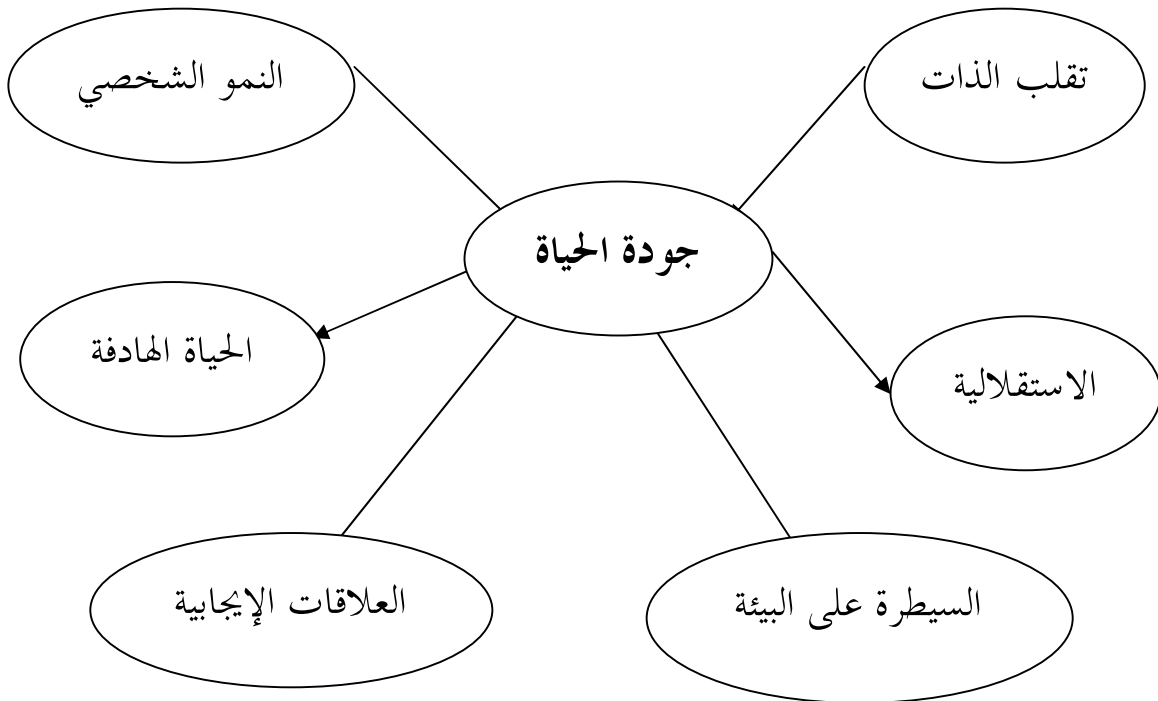 تقلب الذات
النمو الشخصي
جودة الحياة
الحياة الهادفة
الاستقلالية
السيطرة على البيئة
العلاقات الإيجابية